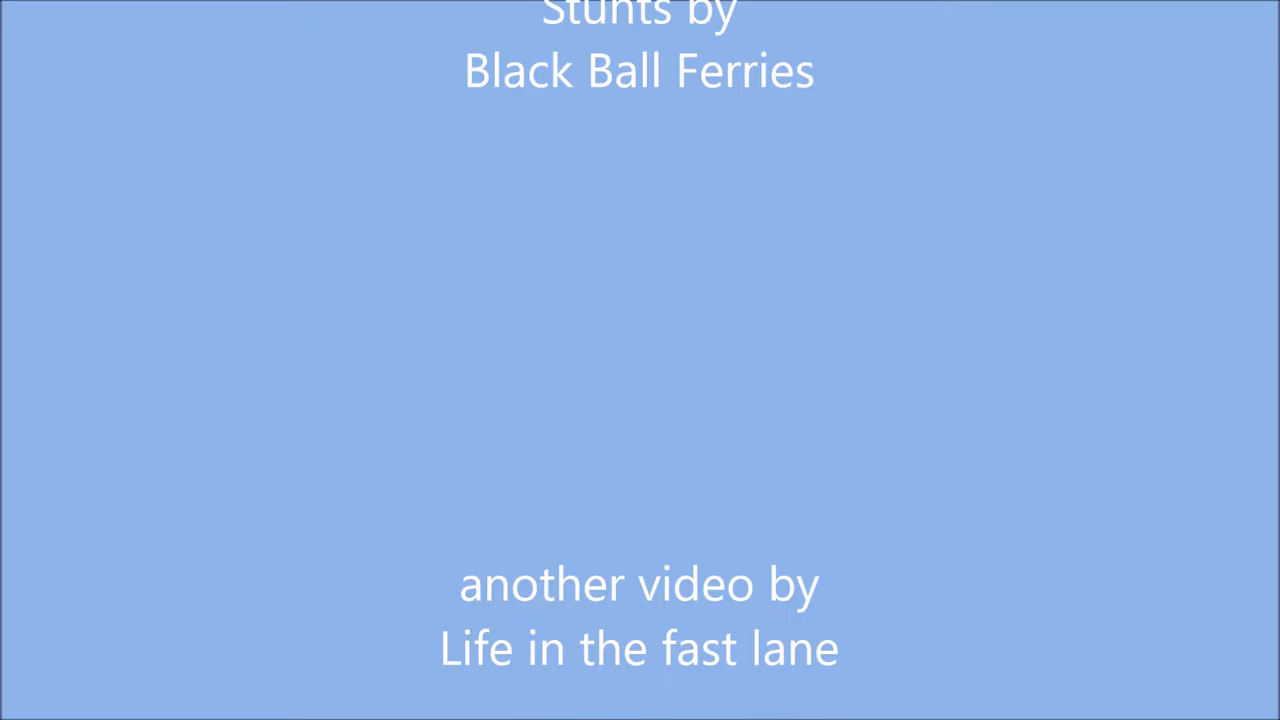 Stunts by
Black Ball Ferries
another video by
Life in the fast lane